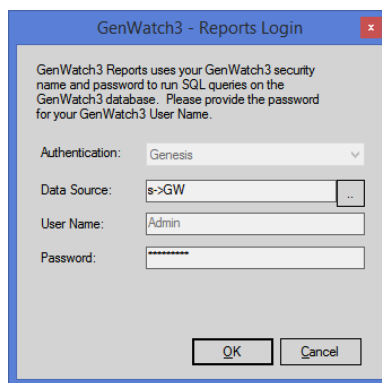 GenWatch3 - Reports Login
x
GenWatch3 Reports uses your GenWatch3 security
name and password to run SQL queries on the
GenWatch3 database. Please provide the password
for your GenWatch3 User Name.
Authentication: Genesis
Data Source: s->GW ..
User Name: Admin
Password: *********
OK Cancel